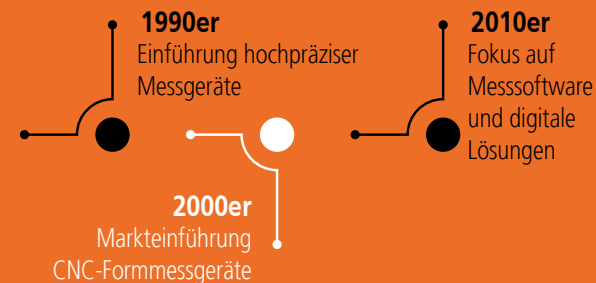 1990er
Einführung hochpräziser
Messgeräte
2000er
Markteinführung
CNC-Formmessgeräte
2010er
Fokus auf
Messsoftware
und digitale
Lösungen